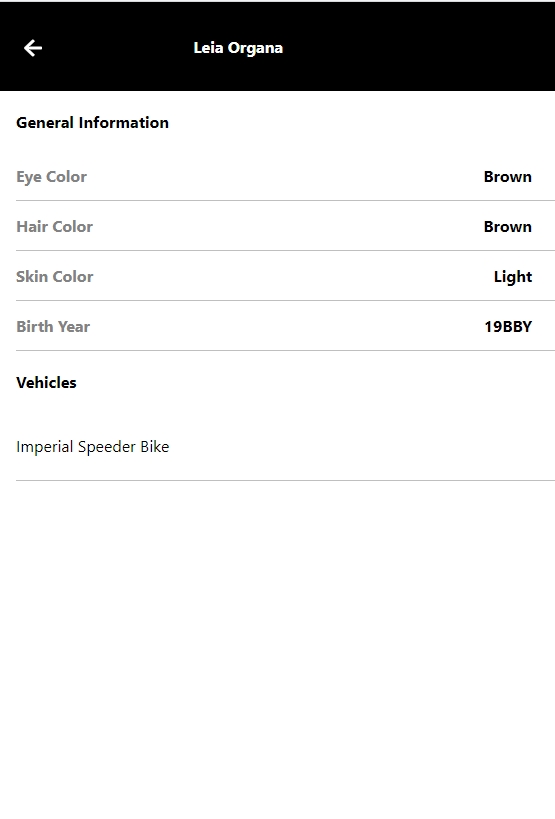 Leia Organa
General Information
Eye Color Brown
Hair Color Brown
Skin Color Light
Birth Year 19BBY
Vehicles
Imperial Speeder Bike